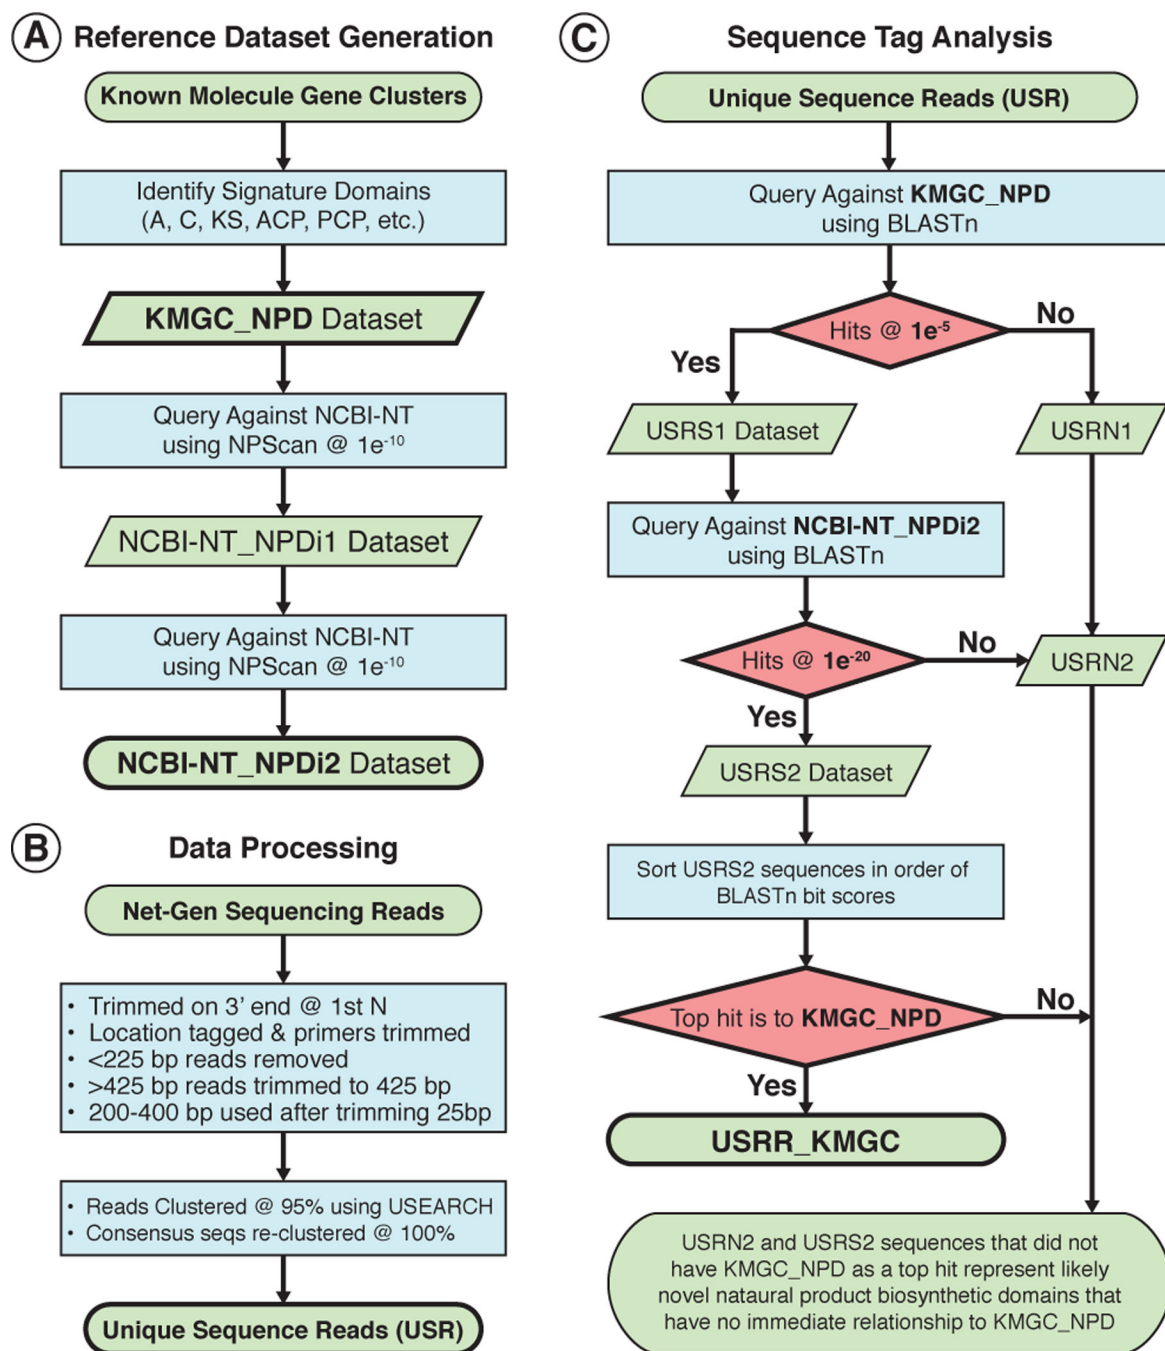 A Reference Dataset Generation
Known Molecule Gene Clusters
Identify Signature Domains
(A, C, KS, ACP, PCP, etc.)
KMGC_NPD Dataset
Query Against NCBI-NT
using NPScan @ 1e-10
NCBI-NT_NPDi1 Dataset
Query Against NCBI-NT
using NPScan @ 1e-10
NCBI-NT_NPDi2 Dataset
B Data Processing
Net-Gen Sequencing Reads
• Trimmed on 3' end @ 1st N
• Location tagged & primers trimmed
• <225 bp reads removed
• >425 bp reads trimmed to 425 bp
• 200-400 bp used after trimming 25bp
• Reads Clustered @ 95% using USEARCH
• Consensus seqs re-clustered @ 100%
Unique Sequence Reads (USR)
C Sequence Tag Analysis
Unique Sequence Reads (USR)
Query Against KMGC_NPD
using BLASTn
Hits @ 1e-5
No
Yes
USRS1 Dataset
USRN1
Query Against NCBI-NT_NPDi2
using BLASTn
Hits @ 1e-20
No
USRN2
Yes
USRS2 Dataset
Sort USRS2 sequences in order of
BLASTn bit scores
Top hit is to KMGC_NPD
No
Yes
USRR_KMGC
USRN2 and USRS2 sequences that did not
have KMGC_NPD as a top hit represent likely
novel nataural product biosynthetic domains that
have no immediate relationship to KMGC_NPD